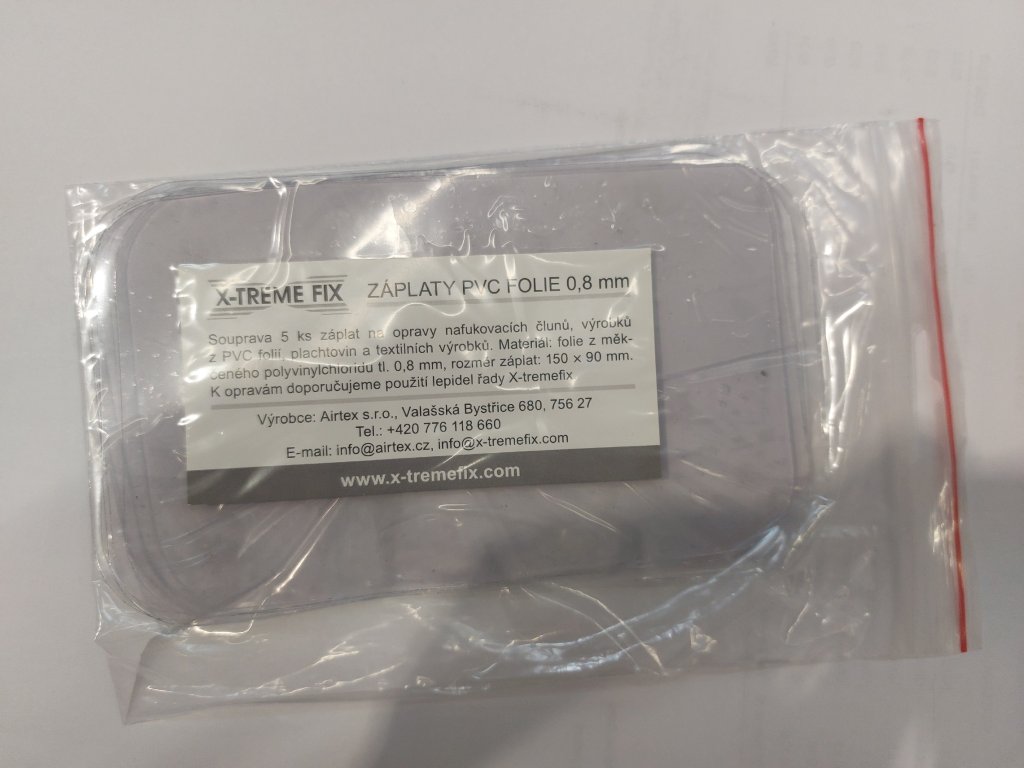 X-TREME FIX ZÁPLATY PVC FOLIE 0,8 mm
Souprava 5 ks záplat na opravy nafukovacích člunů, výrobků
z PVC folií, plachtovin a textilních výrobků. Materiál: folie z měk-
čeného polyvinylchloridu tl. 0,8 mm, rozměr záplat: 150 x 90 mm.
K opravám doporučujeme použití lepidel řady X-tremefix
Výrobce: Airtex s.r.o., Valašská Bystřice 680, 756 27
Tel.: +420 776 118 660
E-mail: info@airtex.cz, info@x-tremefix.com
www.x-tremefix.com